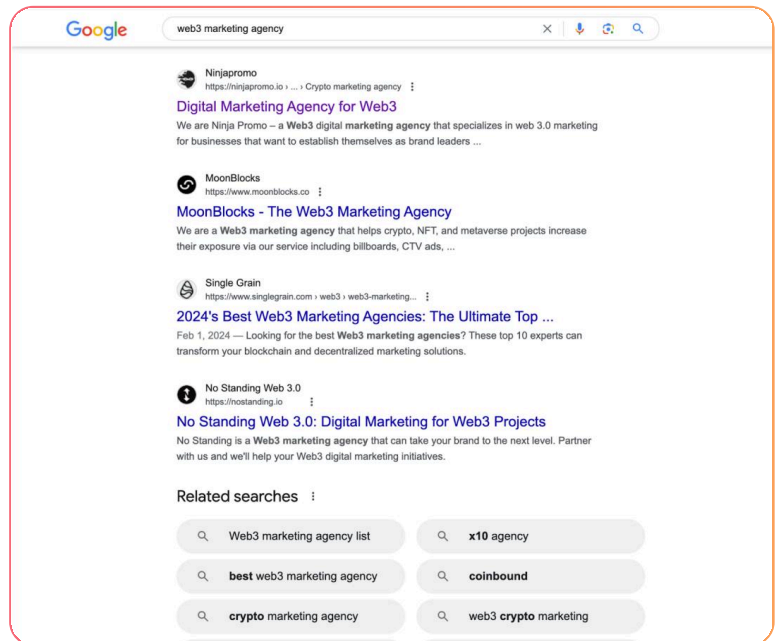 Google
web3 marketing agency
Ninjapromo
https://ninjapromo.io › ... › Crypto marketing agency
Digital Marketing Agency for Web3
We are Ninja Promo – a Web3 digital marketing agency that specializes in web 3.0 marketing
for businesses that want to establish themselves as brand leaders ...
MoonBlocks
https://www.moonblocks.co
MoonBlocks - The Web3 Marketing Agency
We are a Web3 marketing agency that helps crypto, NFT, and metaverse projects increase
their exposure via our service including billboards, CTV ads, ...
Single Grain
https://www.singlegrain.com › web3 › web3-marketing...
2024's Best Web3 Marketing Agencies: The Ultimate Top ...
Feb 1, 2024 — Looking for the best Web3 marketing agencies? These top 10 experts can
transform your blockchain and decentralized marketing solutions.
No Standing Web 3.0
https://nostanding.io
No Standing Web 3.0: Digital Marketing for Web3 Projects
No Standing is a Web3 marketing agency that can take your brand to the next level. Partner
with us and we'll help your Web3 digital marketing initiatives.
Related searches
Web3 marketing agency list
x10 agency
best web3 marketing agency
coinbound
crypto marketing agency
web3 crypto marketing